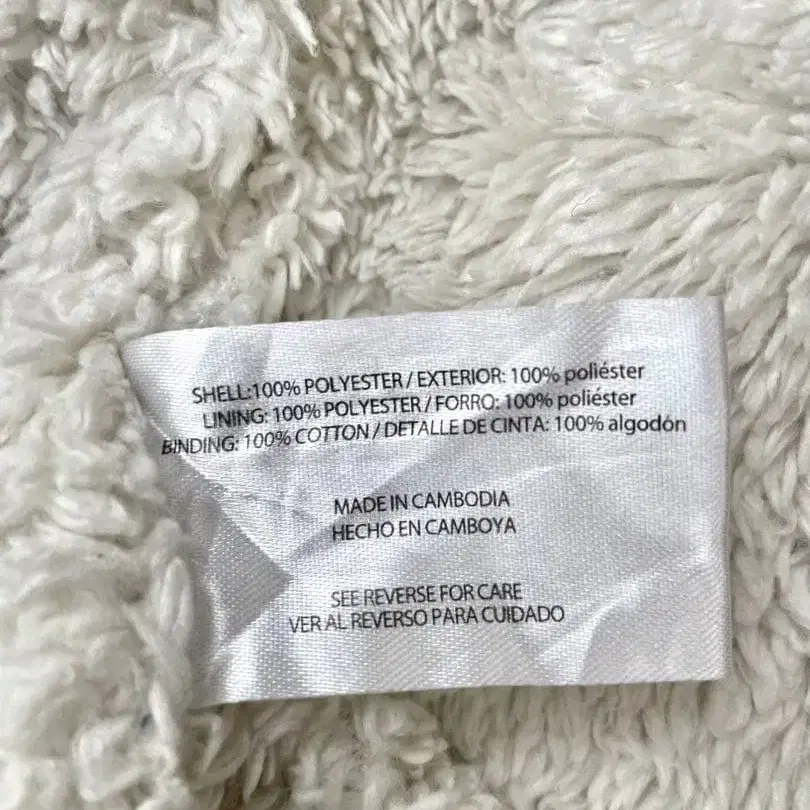 SHELL:100% POLYESTER / EXTERIOR: 100% poliéster
LINING: 100% POLYESTER / FORRO: 100% poliéster
BINDING: 100% COTTON / DETALLE DE CINTA: 100% algodón
MADE IN CAMBODIA
HECHO EN CAMBOYA
SEE REVERSE FOR CARE
VER AL REVERSO PARA CUIDADO